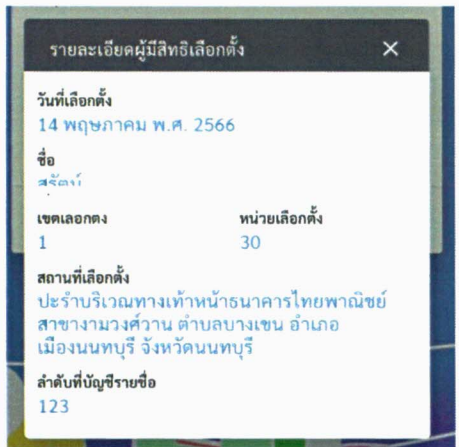 รายละเอียดผู้มีสิทธิเลือกตั้ง
วันที่เลือกตั้ง
14 พฤษภาคม พ.ศ. 2566
ชื่อ
สุรัตน์
เขตเลอกตง หน่วยเลือกตั้ง
1 30
สถานที่เลือกตั้ง
ปะรำบริเวณทางเท้าหน้าธนาคารไทยพาณิชย์
สาขางามวงศ์วาน ตำบลบางเขน อำเภอ
เมืองนนทบุรี จังหวัดนนทบุรี
ลำดับที่บัญชีรายชื่อ
123